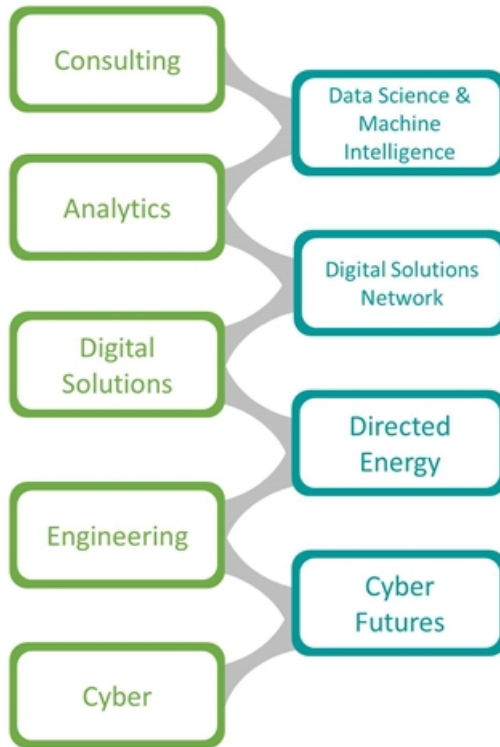 Consulting
Data Science &
Machine
Intelligence
Analytics
Digital Solutions
Network
Digital
Solutions
Directed
Energy
Engineering
Cyber
Futures
Cyber